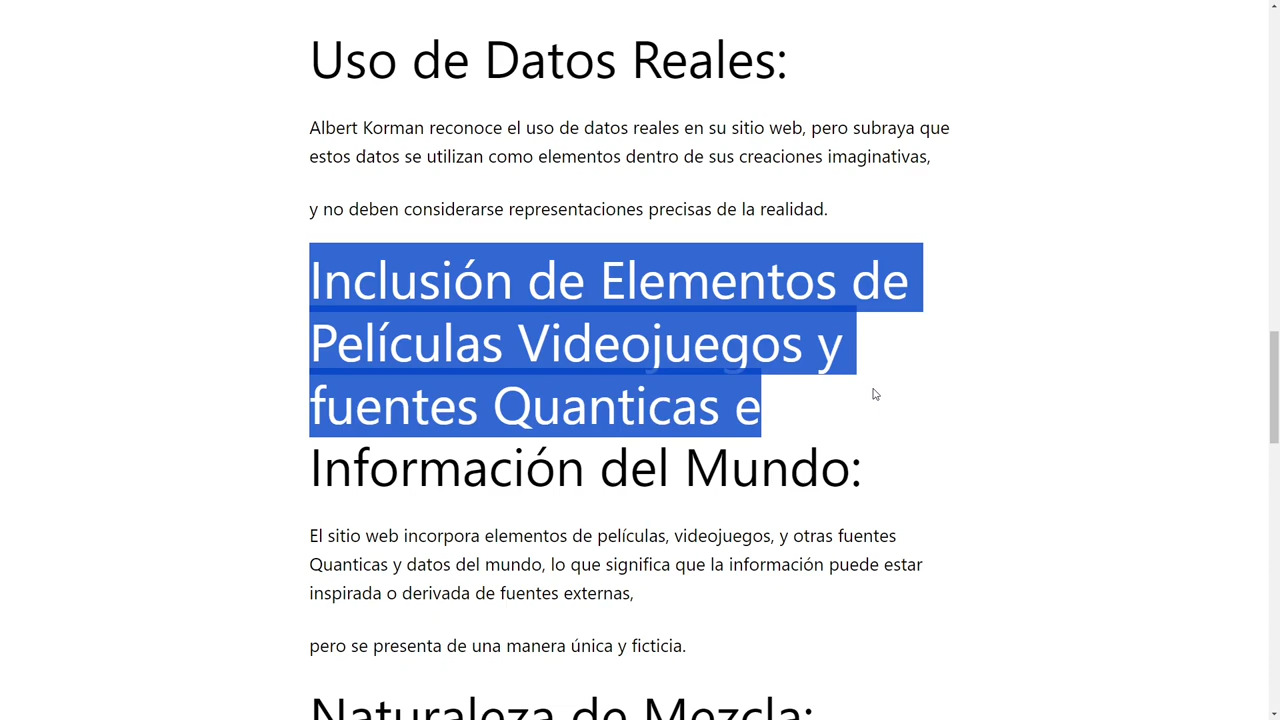 Uso de Datos Reales:
Albert Korman reconoce el uso de datos reales en su sitio web, pero subraya que
estos datos se utilizan como elementos dentro de sus creaciones imaginativas,
y no deben considerarse representaciones precisas de la realidad.
Inclusión de Elementos de
Películas Videojuegos y
fuentes Quanticas e
Información del Mundo:
El sitio web incorpora elementos de películas, videojuegos, y otras fuentes
Quanticas y datos del mundo, lo que significa que la información puede estar
inspirada o derivada de fuentes externas,
pero se presenta de una manera única y ficticia.
Naturaleza de Mezcla: